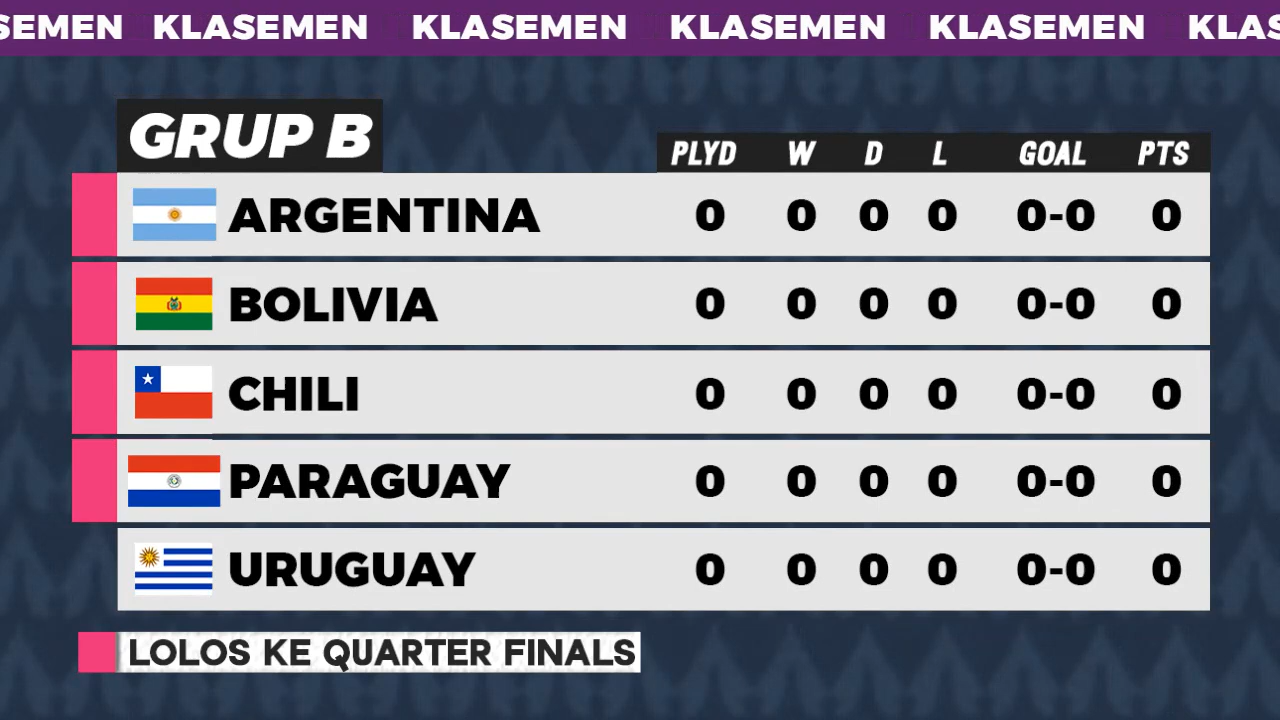 SEMEN KLASEMEN KLASEMEN KLASEMEN KLASEMEN KLAS
GRUP B
PLYD W D L GOAL PTS
ARGENTINA 0 0 0 0 0-0 0
BOLIVIA 0 0 0 0 0-0 0
CHILI 0 0 0 0 0-0 0
PARAGUAY 0 0 0 0 0-0 0
URUGUAY 0 0 0 0 0-0 0
LOLOS KE QUARTER FINALS